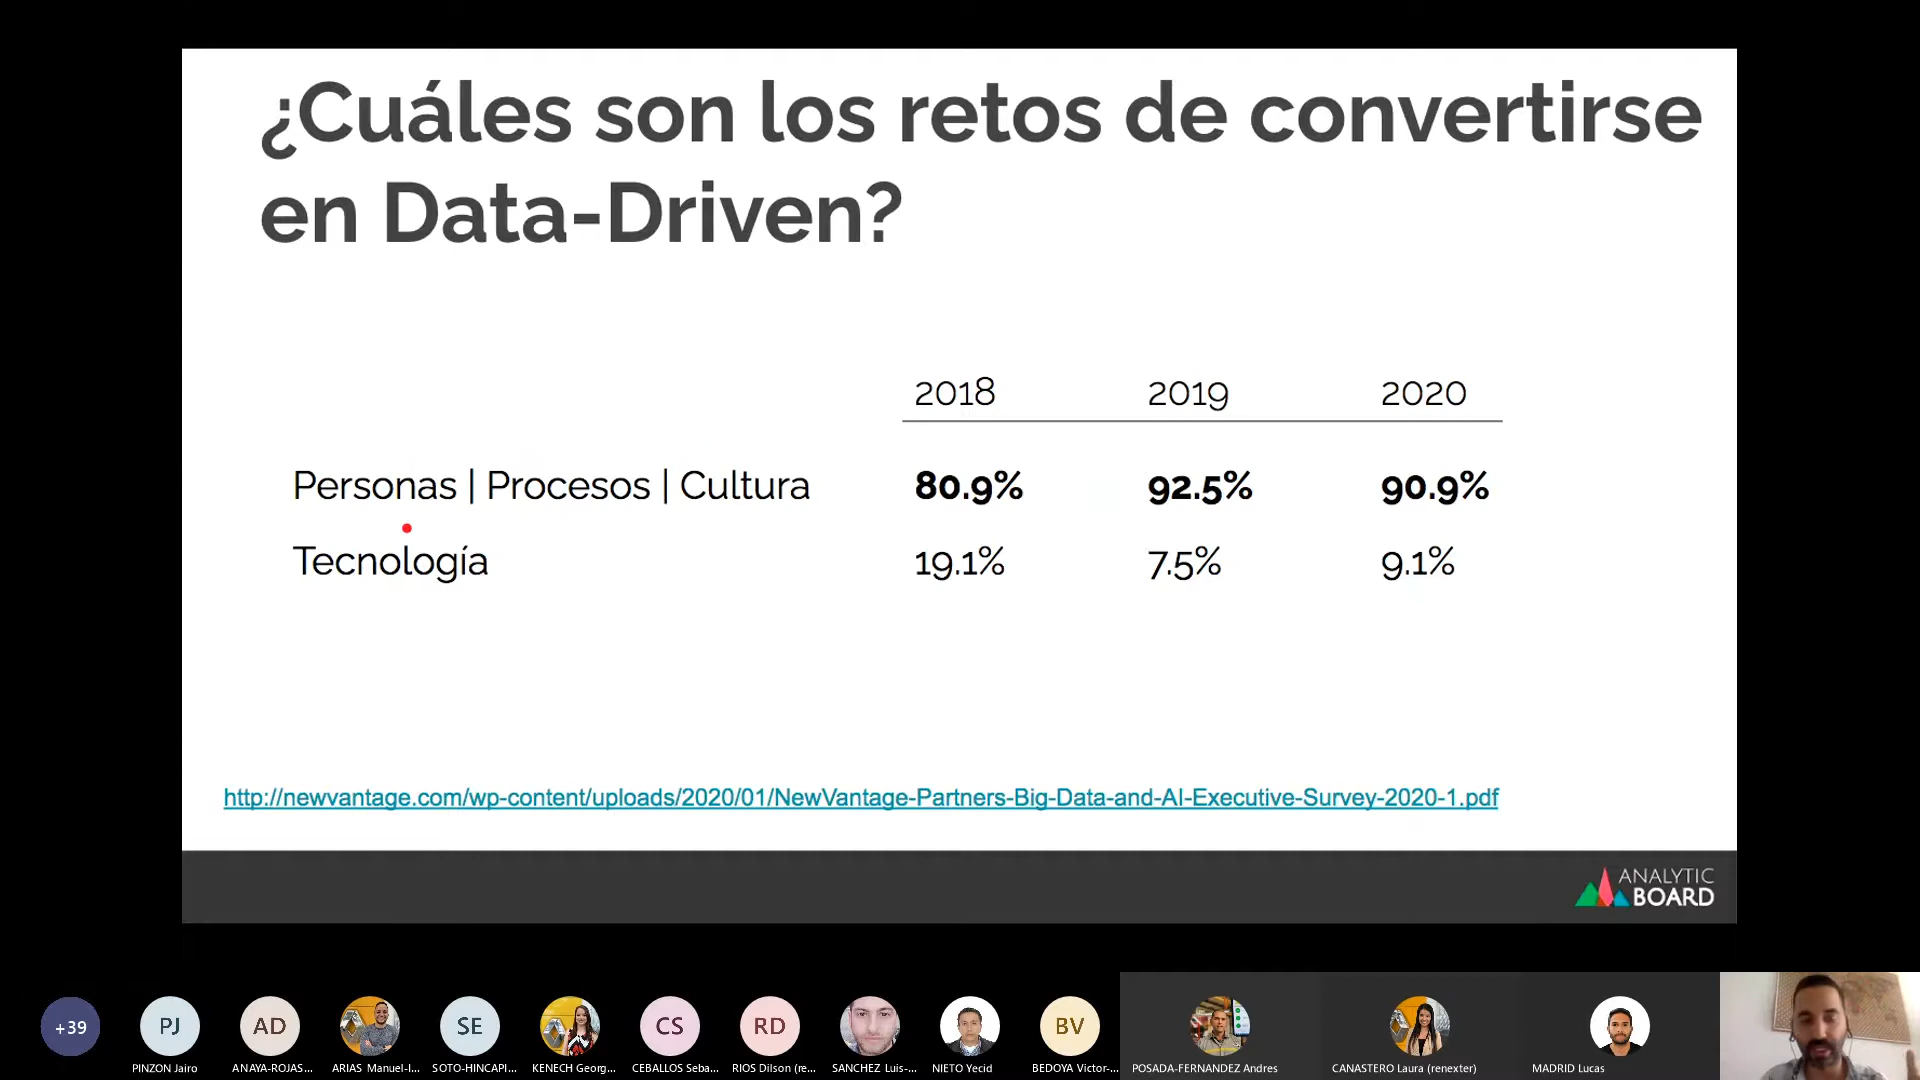 ¿Cuáles son los retos de convertirse
en Data-Driven?
2018 2019 2020
Personas | Procesos | Cultura 80.9% 92.5% 90.9%
Tecnología 19.1% 7.5% 9.1%
http://newvantage.com/wp-content/uploads/2020/01/NewVantage-Partners-Big-Data-and-AI-Executive-Survey-2020-1.pdf
ANALYTIC
BOARD
+39 PJ AD SE CS RD BV
PINZON Jairo ANAYA-ROJAS... ARIAS Manuel-I... SOTO-HINCAPI... KENECH Georg... CEBALLOS Seba... RIOS Dilson (re... SANCHEZ Luis-... NIETO Yecid BEDOYA Victor-... POSADA-FERNANDEZ Andres CANASTERO Laura (renexter) MADRID Lucas